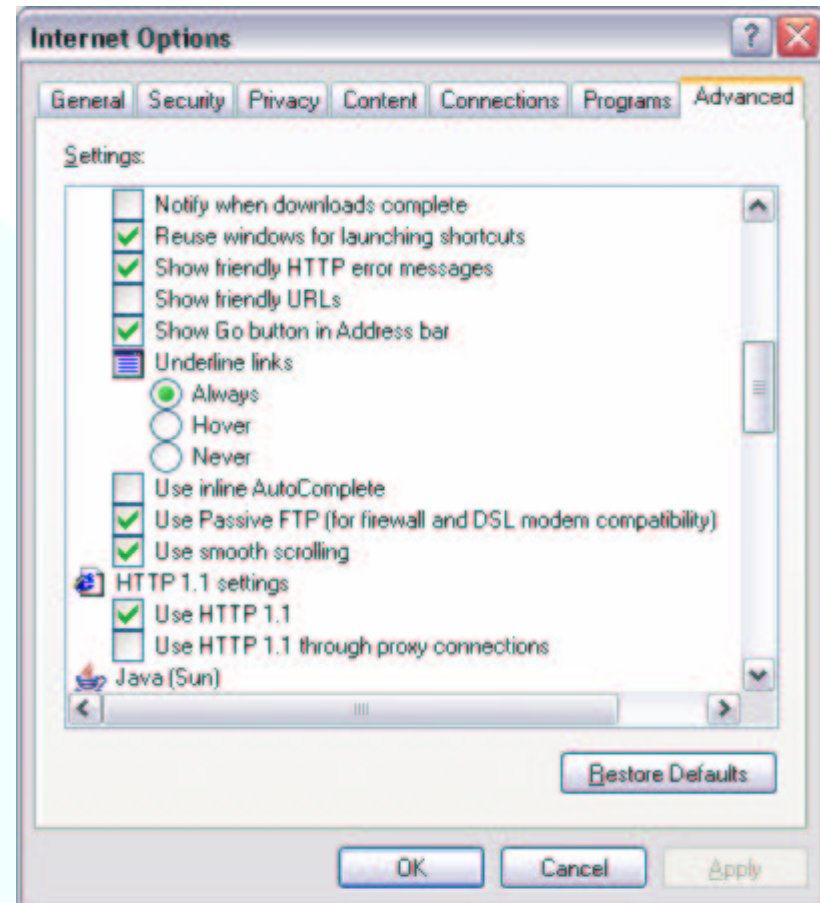 Internet Options
General Security Privacy Content Connections Programs Advanced
Settings:
Notify when downloads complete
Reuse windows for launching shortcuts
Show friendly HTTP error messages
Show friendly URLs
Show Go button in Address bar
Underline links
Always
Hover
Never
Use inline AutoComplete
Use Passive FTP (for firewall and DSL modem compatibility)
Use smooth scrolling
HTTP 1.1 settings
Use HTTP 1.1
Use HTTP 1.1 through proxy connections
Java (Sun)
Restore Defaults
OK Cancel Apply